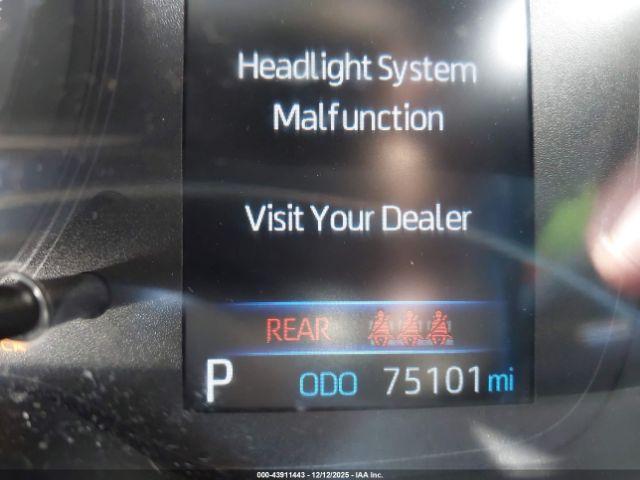 Headlight System
Malfunction
Visit Your Dealer
REAR
P ODO 75101 mi
000-43911443 - 12/12/2025 - IAA Inc.